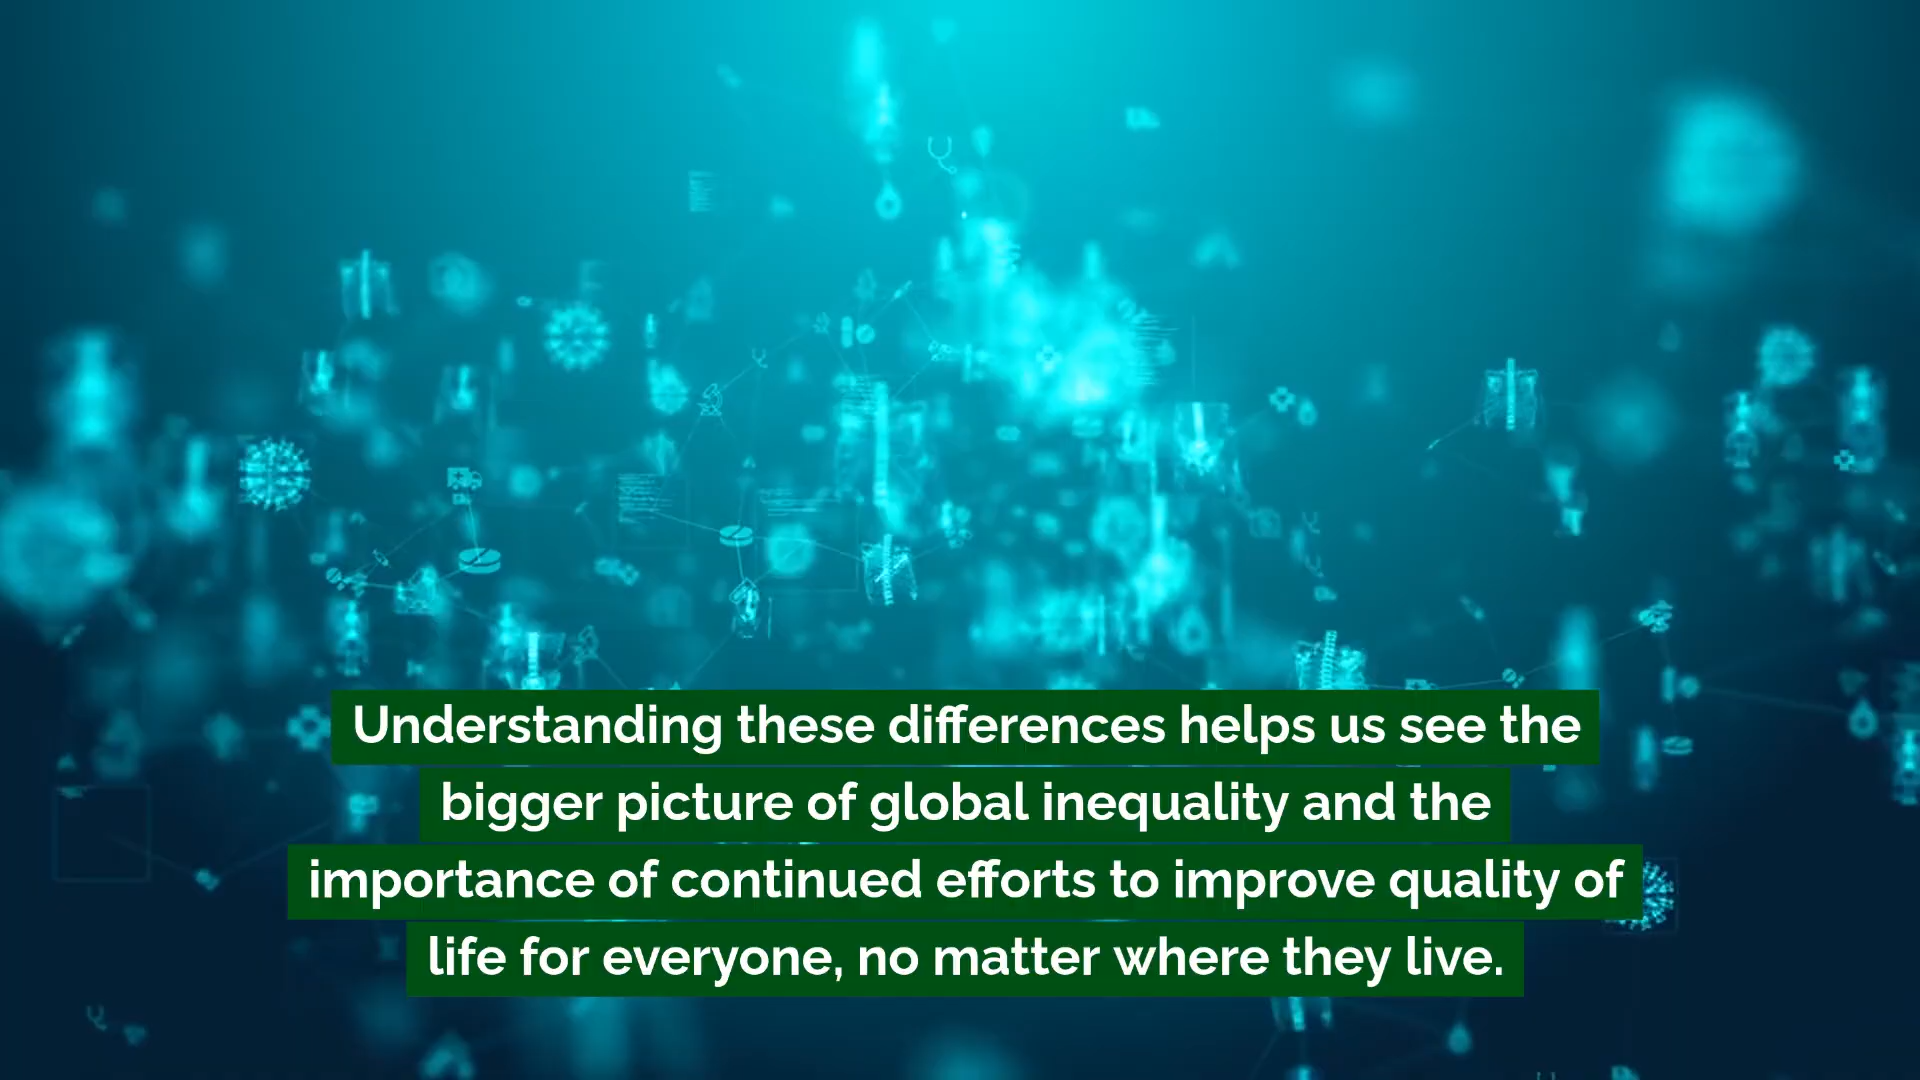 Understanding these differences helps us see the
bigger picture of global inequality and the
importance of continued efforts to improve quality of
life for everyone, no matter where they live.